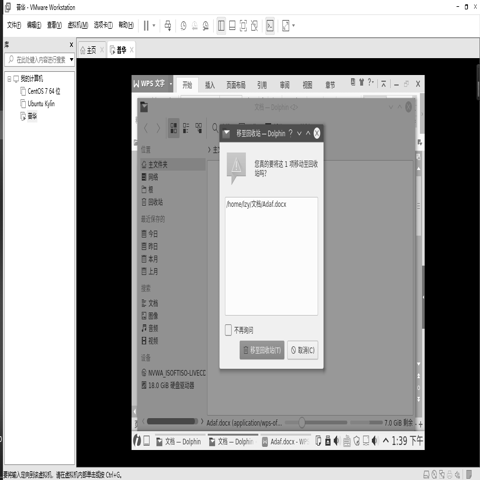 普华 - VMware Workstation
文件(F) 编辑(E) 查看(V) 虚拟机(M) 选项卡(T) 帮助(H)
库
在此处键入内容进行搜索
我的计算机
CentOS 7 64 位
Ubuntu Kylin
普华
主页
普华
WPS 文字
开始 插入 页面布局 引用 审阅 视图 章节
文档 — Dolphin
移至回收站 — Dolphin
您真的要将这 1 项移动至回收
站吗?
/home/lzy/文档/Adaf.docx
不再询问
移至回收站(T)
取消(C)
位置
主文件夹
网络
根
回收站
最近保存的
今日
昨日
本月
上月
搜索
文档
图像
音频
视频
设备
NVWA_ISOFTISO-LIVECD
18.0 GiB 硬盘驱动器
Adaf.docx (application/wps-of...
7.0 GiB 剩余
文档 — Dolphin
文档 — Dolphin
Adaf.docx - WPS
1:39 下午
要将输入定向到该虚拟机，请在虚拟机内部单击或按 Ctrl+G。